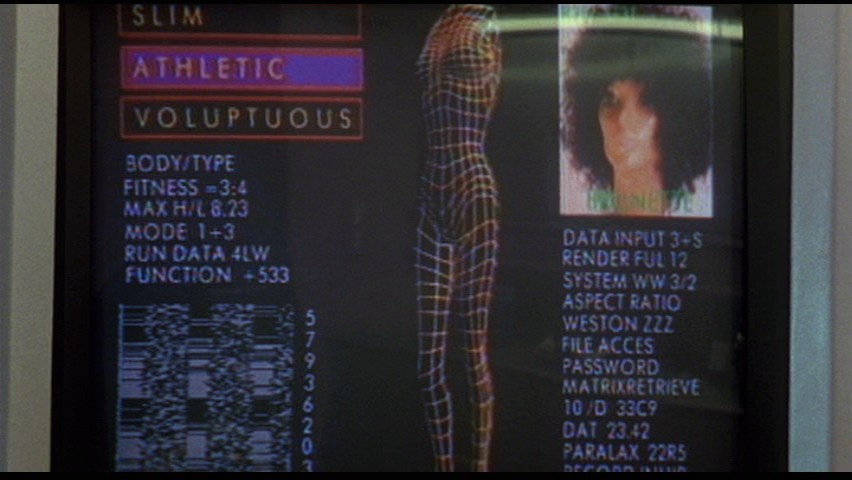 SLIM
ATHLETIC
VOLUPTUOUS
BODY/TYPE
FITNESS =3:4
MAX H/L 8.23
MODE 1+3
RUN DATA 4LW
FUNCTION +533
5
7
9
3
6
2
0
3
BRUNETTE
DATA INPUT 3+S
RENDER FUL 12
SYSTEM WW 3/2
ASPECT RATIO
WESTON ZZZ
FILE ACCES
PASSWORD
MATRIXRETRIEVE
10 /D 33C9
DAT 23.42
PARALAX 22R5